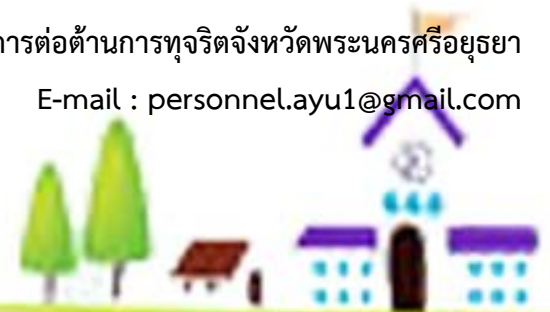 การต่อต้านการทุจริตจังหวัดพระนครศรีอยุธยา
E-mail : personnel.ayu1@gmail.com